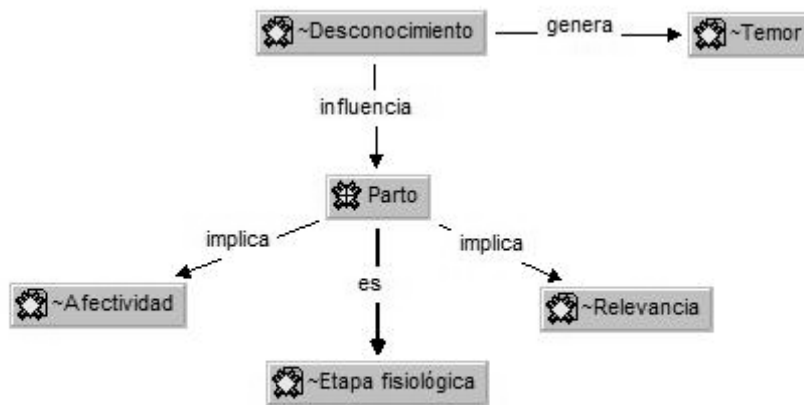 ~Desconocimiento
genera
~Temor
influencia
Parto
implica
implica
es
~Afectividad
~Relevancia
~Etapa fisiológica